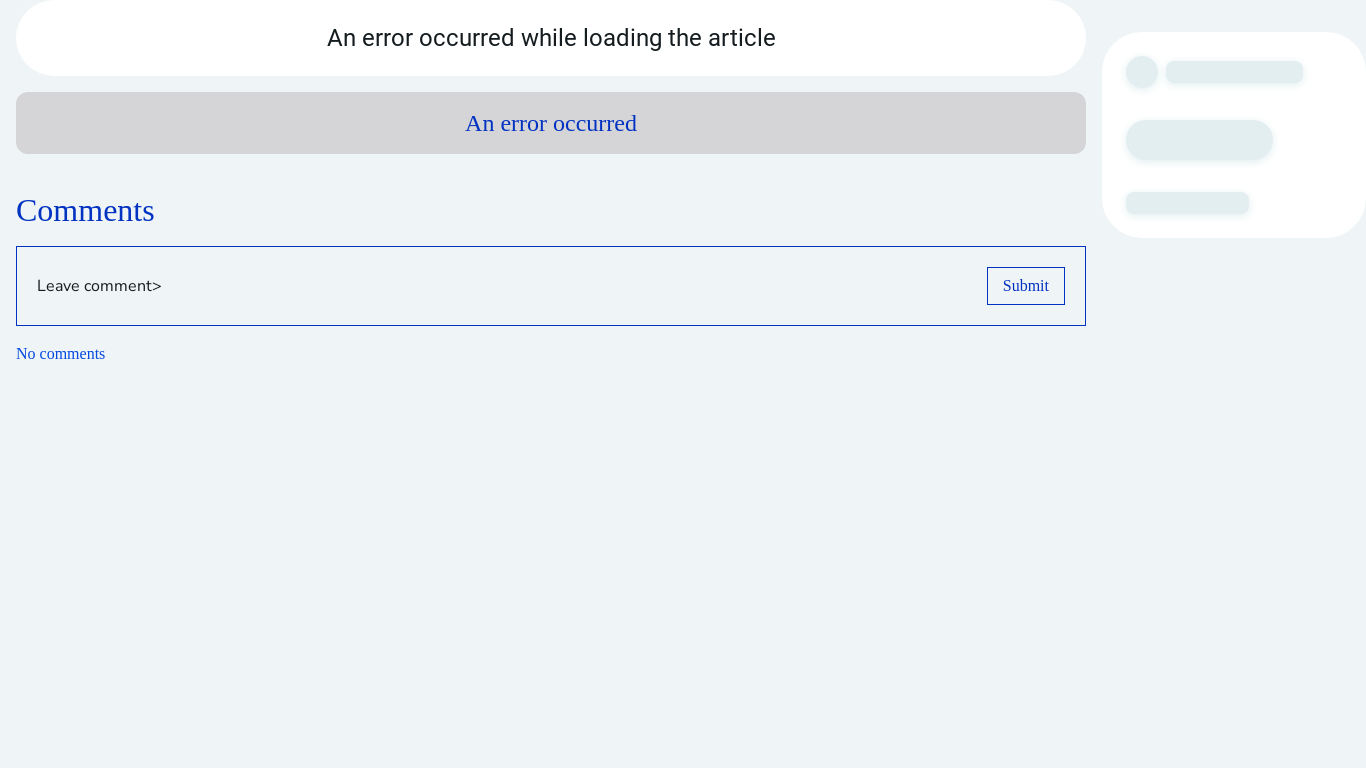 An error occurred while loading the article
An error occurred
Comments
Leave comment>
Submit
No comments